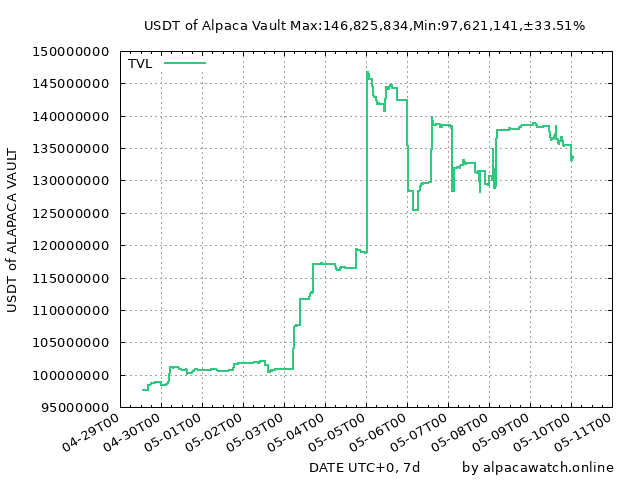 USDT of Alpaca Vault Max:146,825,834,Min:97,621,141,±33.51%
TVL
150000000
145000000
140000000
135000000
130000000
125000000
120000000
115000000
110000000
105000000
100000000
95000000
USDT of ALAPACA VAULT
04-29T00
04-30T00
05-01T00
05-02T00
05-03T00
05-04T00
05-05T00
05-06T00
05-07T00
05-08T00
05-09T00
05-10T00
05-11T00
DATE UTC+0, 7d
by alpacawatch.online